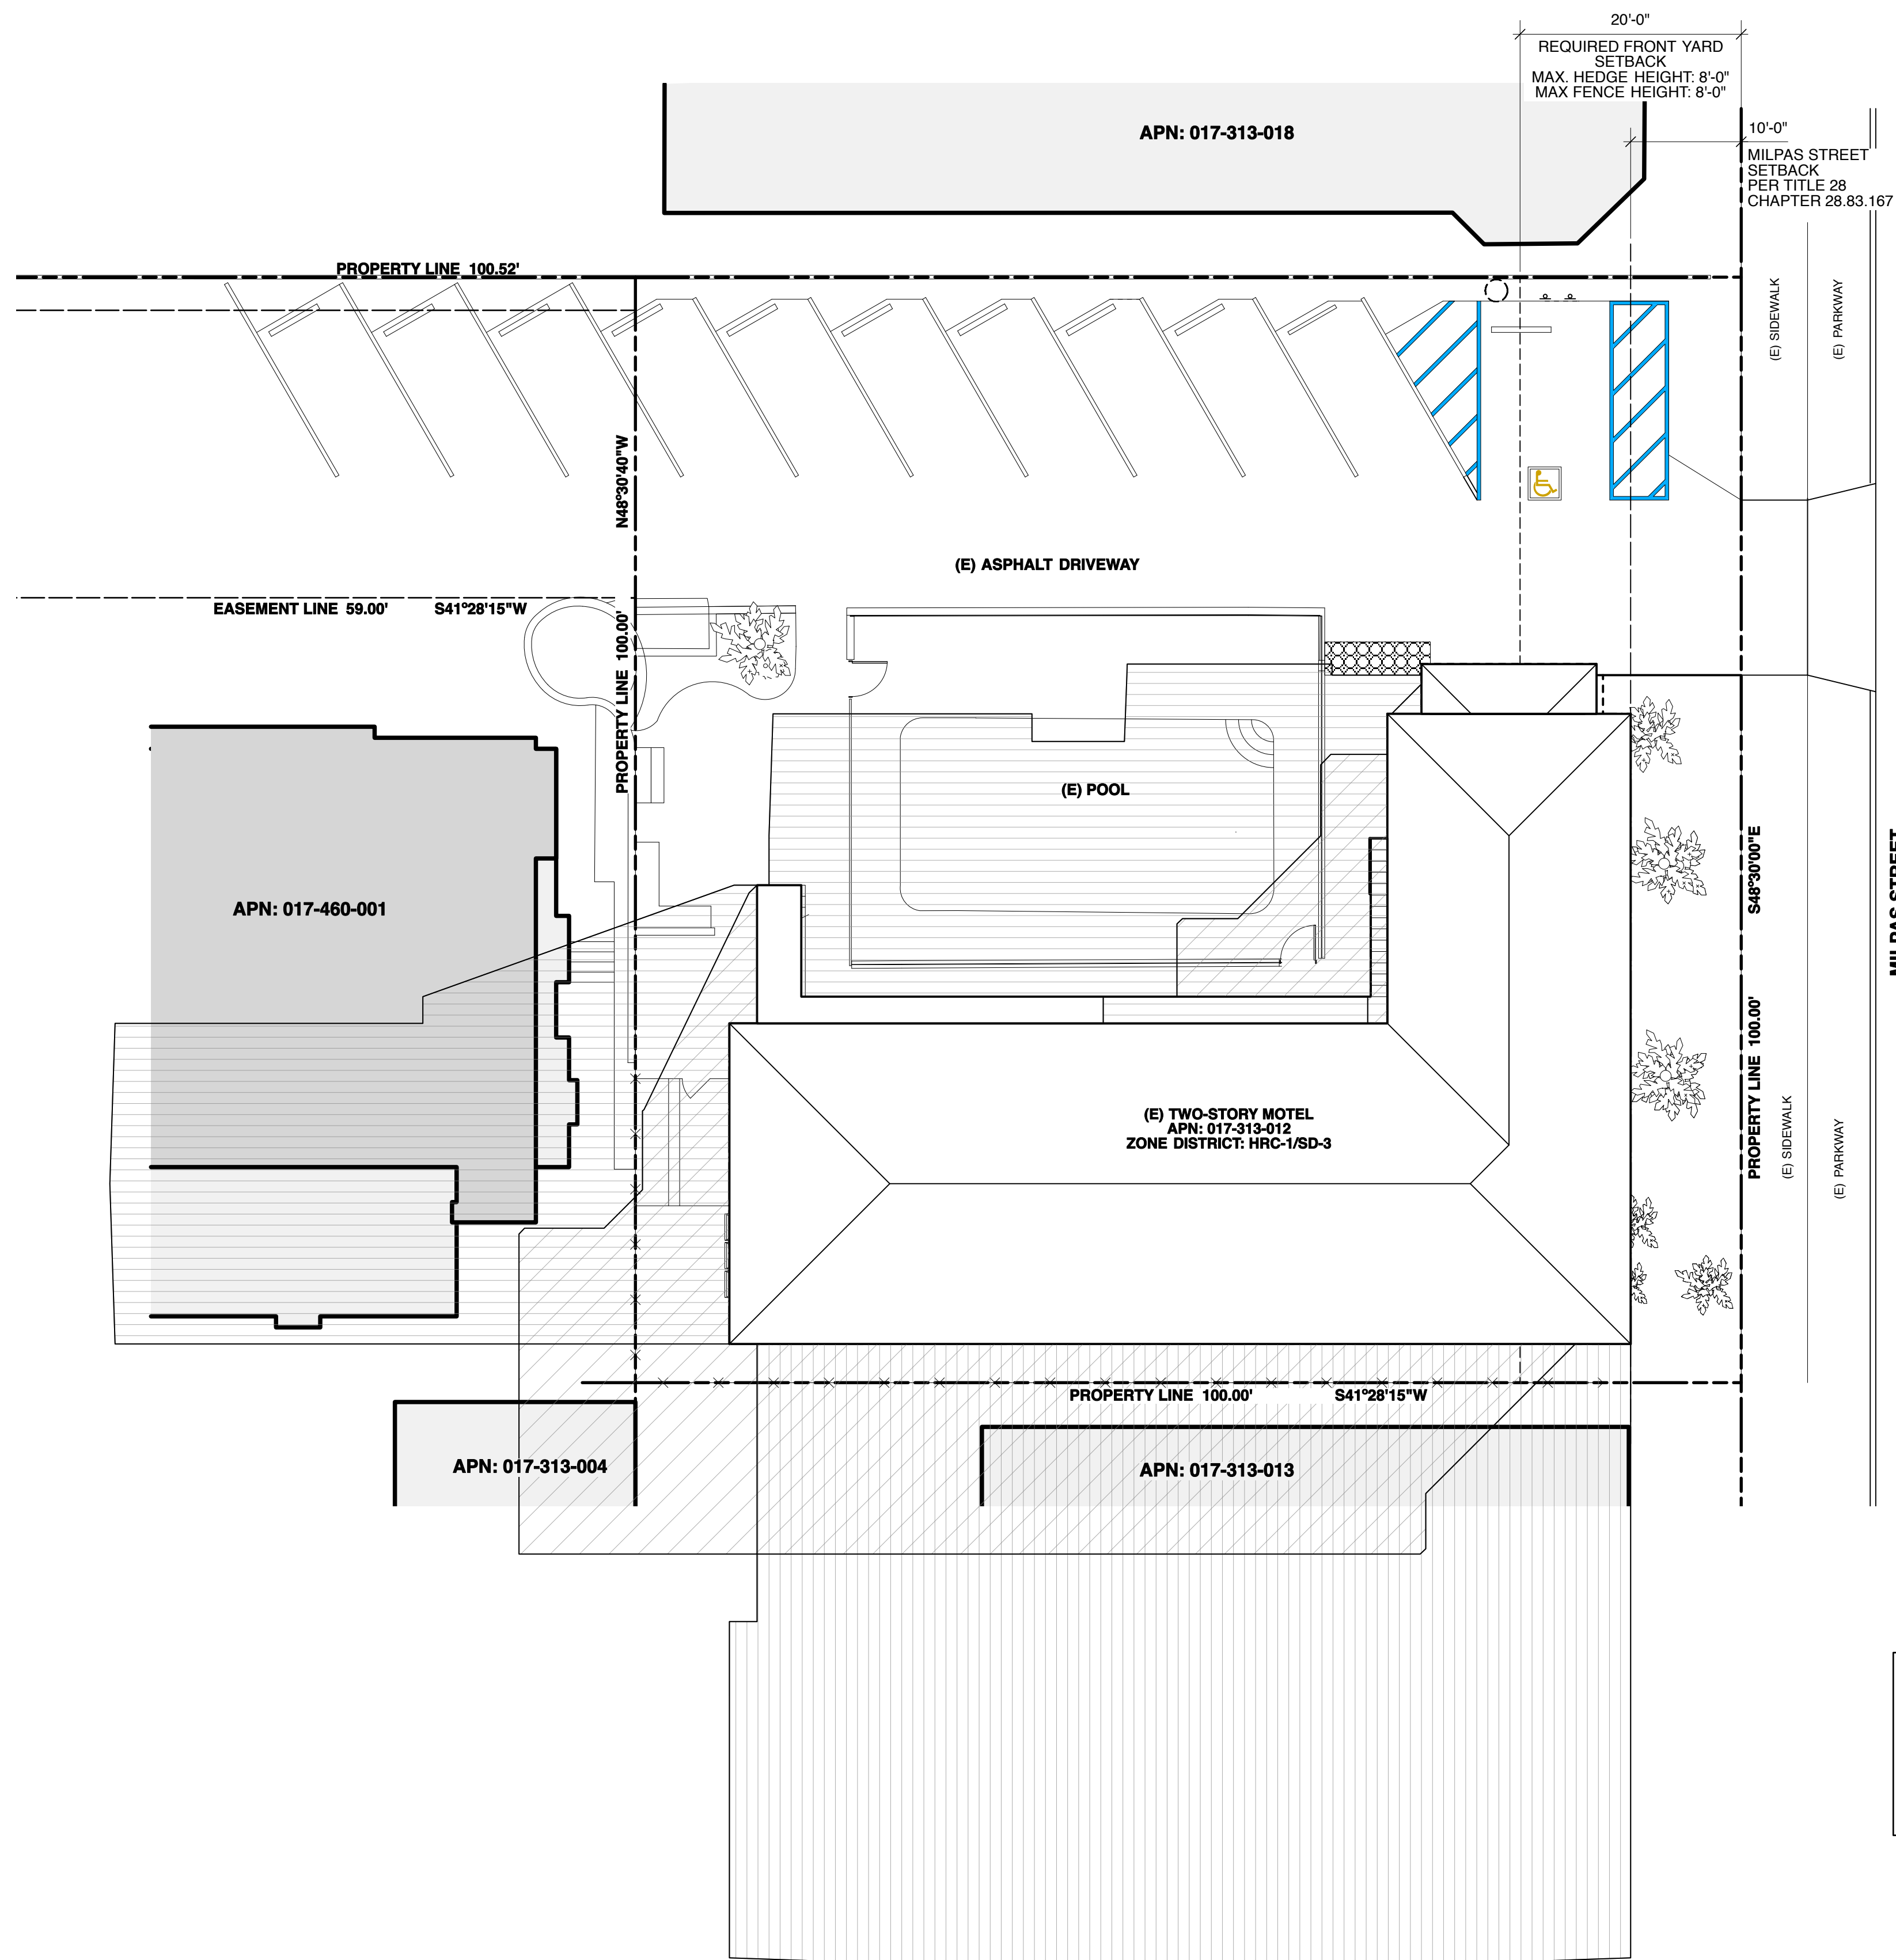 20'-0"
REQUIRED FRONT YARD
SETBACK
MAX. HEDGE HEIGHT: 8'-0"
MAX FENCE HEIGHT: 8'-0"
APN: 017-313-018
10'-0"
MILPAS STREET
SETBACK
PER TITLE 28
CHAPTER 28.83.167
PROPERTY LINE 100.52'
(E) SIDEWALK
(E) PARKWAY
N48°30'40"W
(E) ASPHALT DRIVEWAY
EASEMENT LINE 59.00' S41°28'15"W
PROPERTY LINE 100.00'
(E) POOL
APN: 017-460-001
S48°30'00"E
MILPAS STREET
PROPERTY LINE 100.00'
(E) SIDEWALK
(E) PARKWAY
(E) TWO-STORY MOTEL
APN: 017-313-012
ZONE DISTRICT: HRC-1/SD-3
PROPERTY LINE 100.00' S41°28'15"W
APN: 017-313-004
APN: 017-313-013